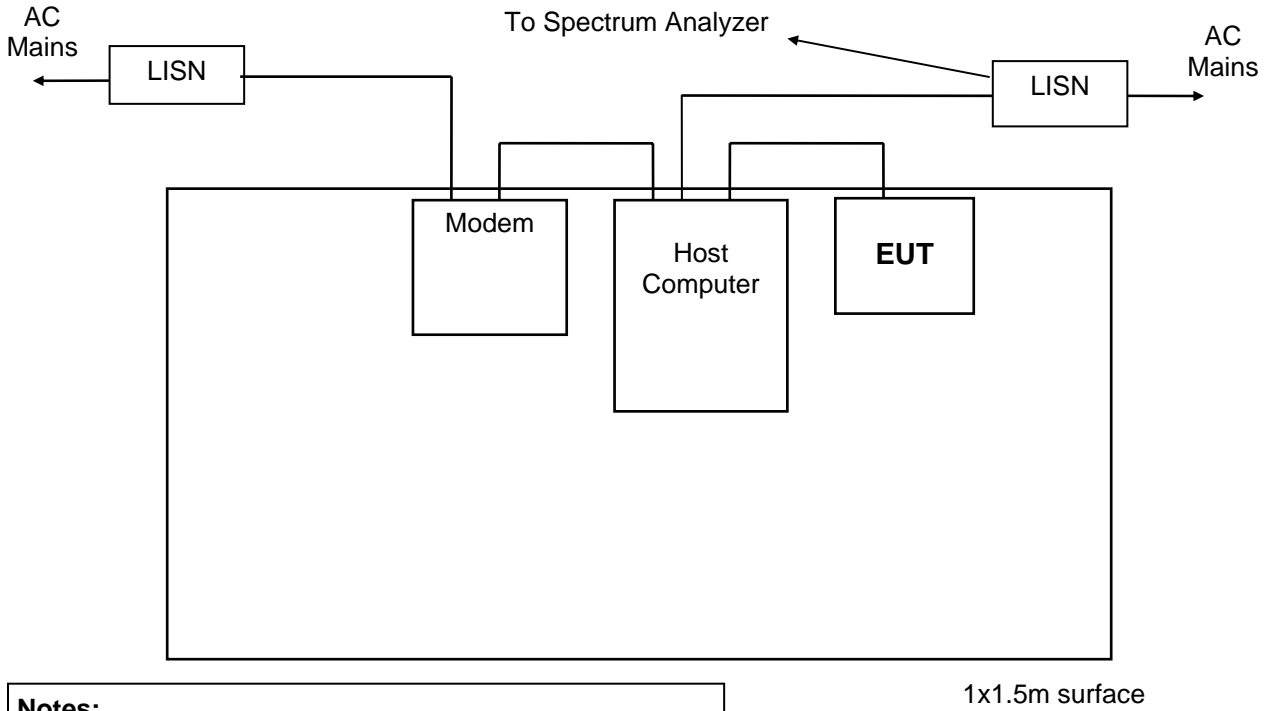 AC
Mains
LISN
To Spectrum Analyzer
LISN
AC
Mains
Modem
Host
Computer
EUT
1x1.5m surface
Notes: